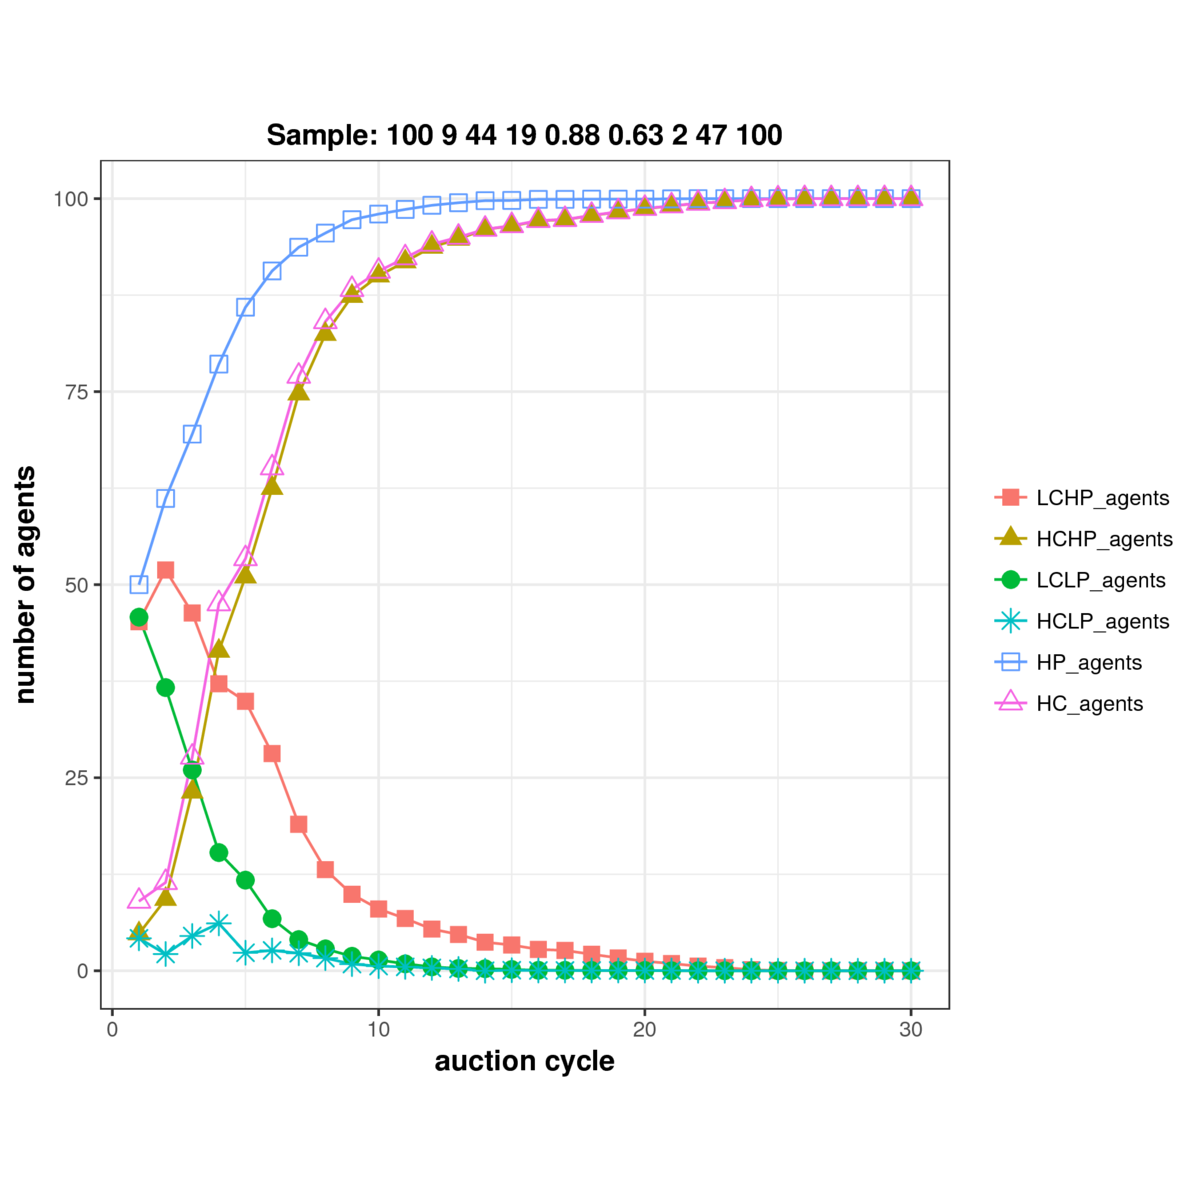 Sample: 100 9 44 19 0.88 0.63 2 47 100
number of agents
100
75
50
25
0
0 10 20 30
auction cycle
LCHP_agents
HCHP_agents
LCLP_agents
HCLP_agents
HP_agents
HC_agents